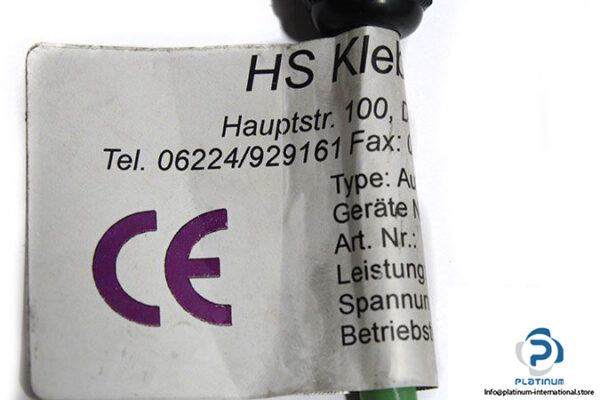 HS Kleb
Hauptstr. 100, D
Tel. 06224/929161 Fax: 0
Type: Au
Geräte N
Art. Nr.:
Leistung
Spannun
Betriebst
CE
PLATINUM
info@platinum-international.store